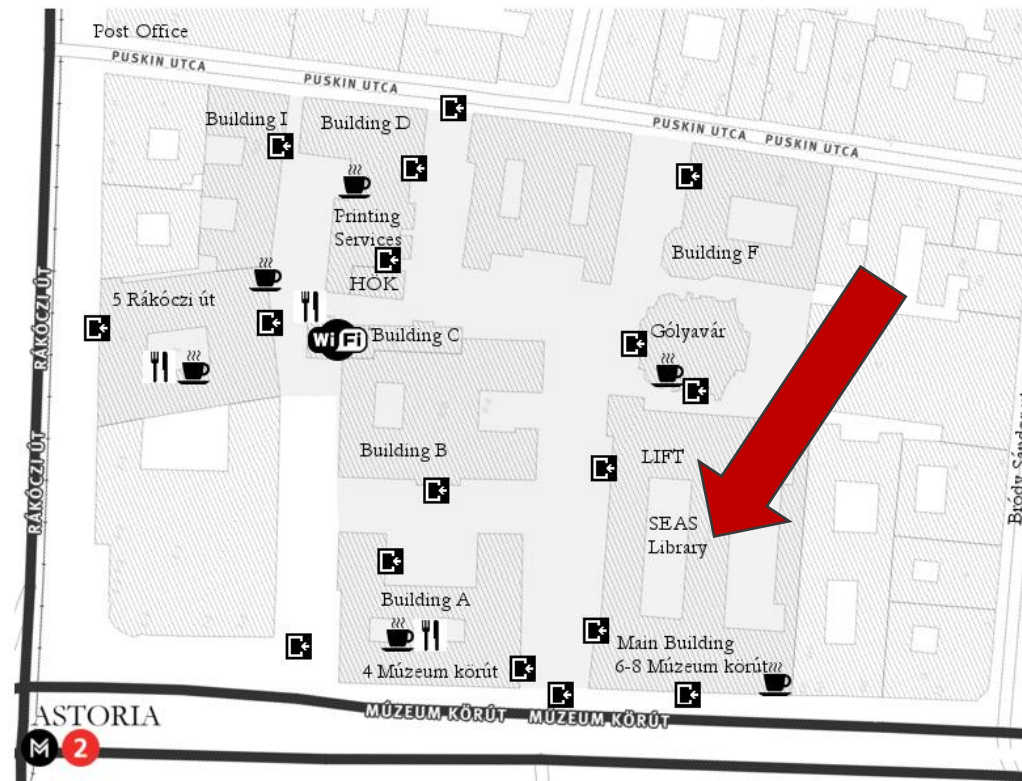 Post Office
PUSKIN UTCA
PUSKIN UTCA
PUSKIN UTCA
PUSKIN UTCA
Building I
Building D
Printing
Services
HÖK
Building F
5 Rákóczi út
RÁKÓCZI ÚT
WiFi
Building C
Gólyavár
Building B
LIFT
RÁKÓCZI ÚT
SEAS
Library
Building A
Main Building
6-8 Múzeum körút
4 Múzeum körút
MÚZEUM KÖRÚT
MÚZEUM KÖRÚT
ASTORIA
M 2